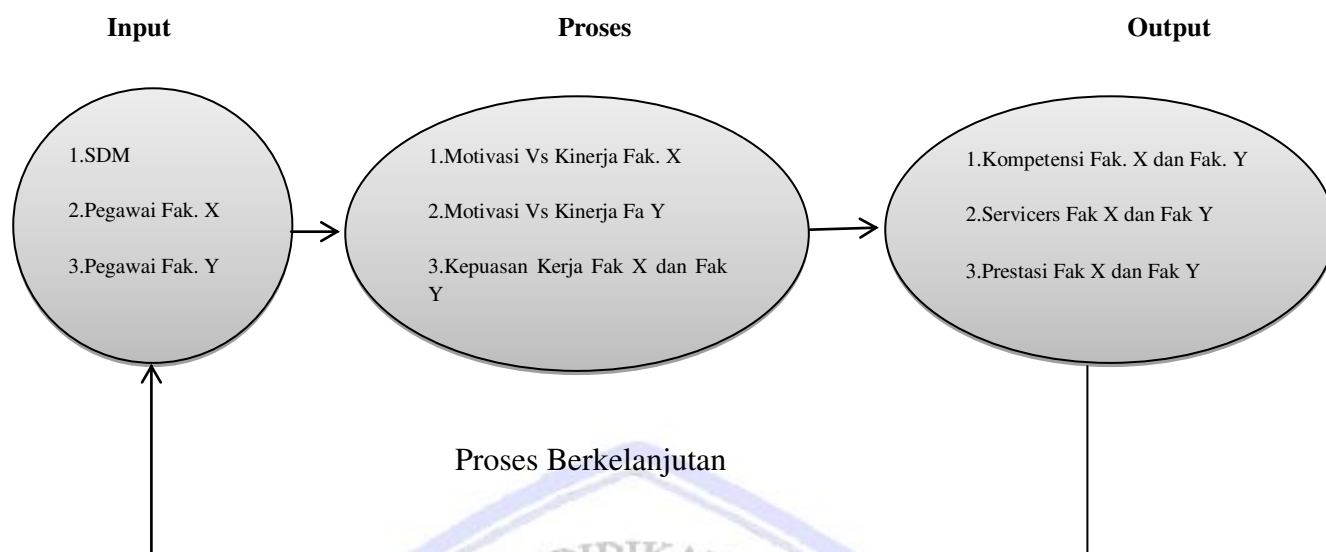 Input
Proses
Output
1.SDM
2.Pegawai Fak. X
3.Pegawai Fak. Y
1.Motivasi Vs Kinerja Fak. X
2.Motivasi Vs Kinerja Fa Y
3.Kepuasan Kerja Fak X dan Fak
Y
1.Kompetensi Fak. X dan Fak. Y
2.Servicers Fak X dan Fak Y
3.Prestasi Fak X dan Fak Y
Proses Berkelanjutan